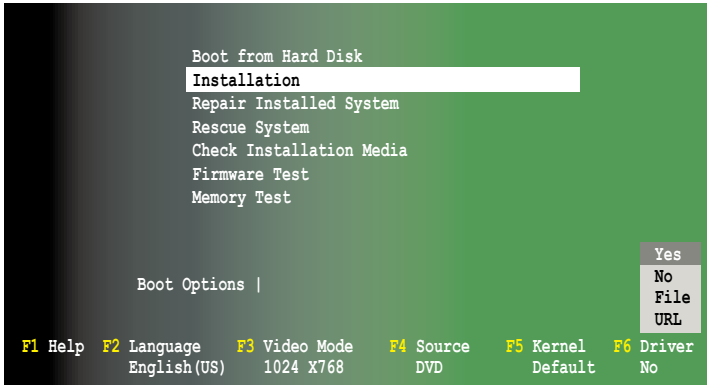 Boot from Hard Disk
Installation
Repair Installed System
Rescue System
Check Installation Media
Firmware Test
Memory Test
Yes
No
File
URL
Boot Options |
F1 Help F2 Language F3 Video Mode F4 Source F5 Kernel F6 Driver
English(US) 1024 X768 DVD Default No